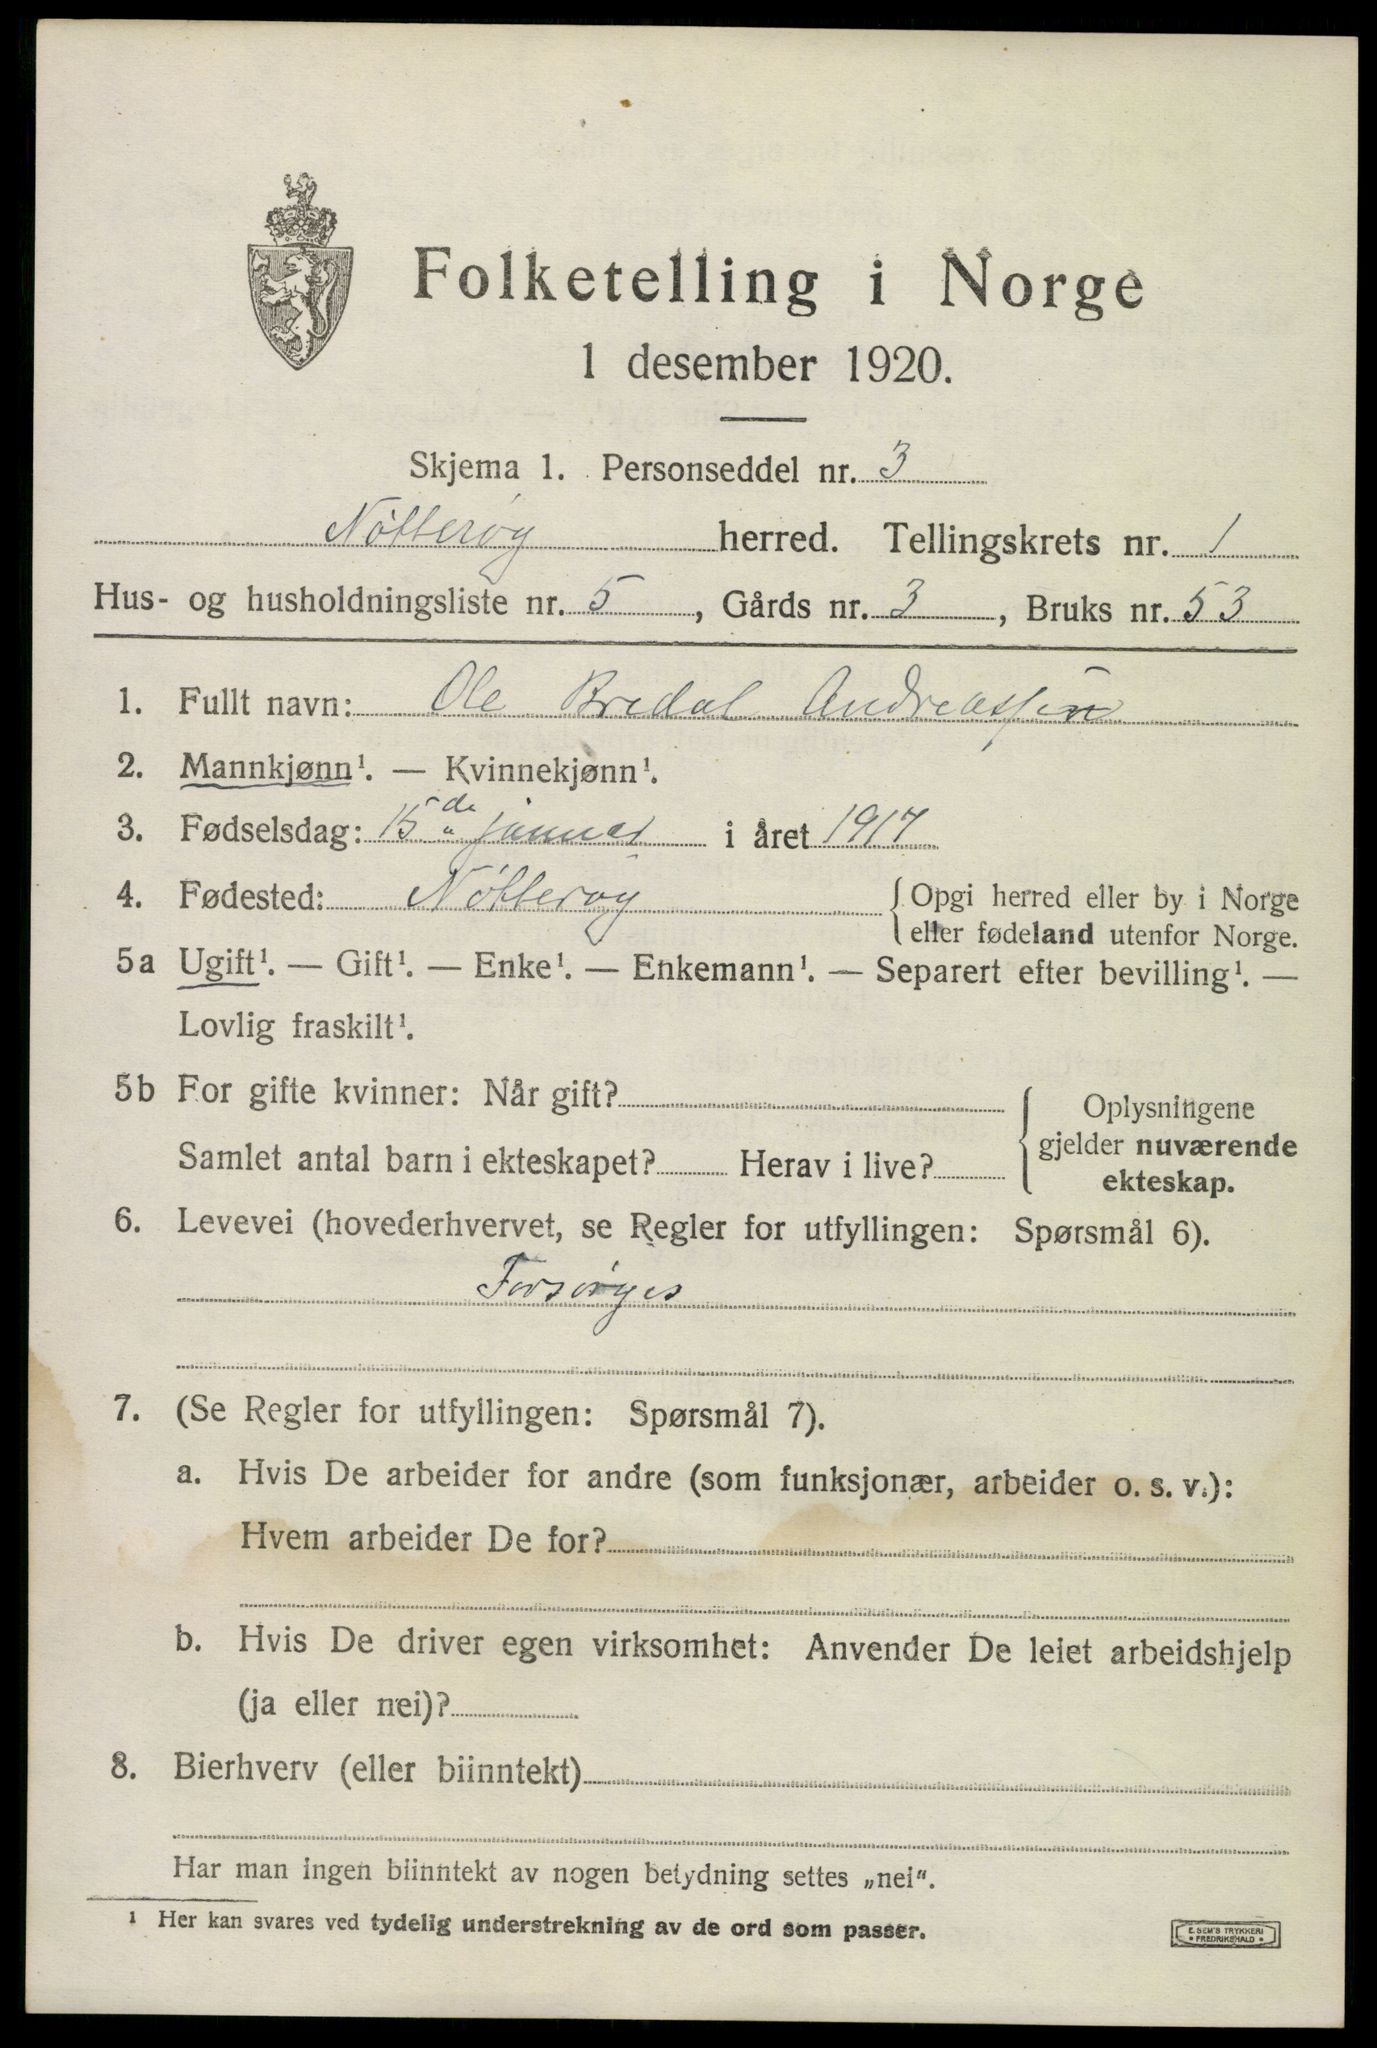 Folketelling i Norge
1 desember 1920.
Skjema 1. Personseddel nr. 3
Nøtterøy herred. Tellingskrets nr. 1
Hus- og husholdningsliste nr. 5, Gårds nr. 3, Bruks nr. 53
1. Fullt navn: Ole Bredal Andreassen
2. Mannkjønn¹. — Kvinnekjønn¹.
3. Fødselsdag: 15de januar i året 1917
4. Fødested: Nøtterøy { Opgi herred eller by i Norge
eller fødeland utenfor Norge.
5a Ugift¹. — Gift¹. — Enke¹. — Enkemann¹. — Separert efter bevilling¹. —
Lovlig fraskilt¹.
5b For gifte kvinner: Når gift? { Oplysningene
gjelder nuværende
Samlet antal barn i ekteskapet? Herav i live?
ekteskap.
6. Levevei (hovederhvervet, se Regler for utfyllingen: Spørsmål 6).
Forsørges
7. (Se Regler for utfyllingen: Spørsmål 7).
a. Hvis De arbeider for andre (som funksjonær, arbeider o. s. v.):
Hvem arbeider De for?
b. Hvis De driver egen virksomhet: Anvender De leiet arbeidshjelp
(ja eller nei)?
8. Bierhverv (eller biinntekt)
Har man ingen biinntekt av nogen betydning settes „nei".
¹ Her kan svares ved tydelig understrekning av de ord som passer.
E. SEM'S TRYKKERI
• FREDRIKSHALD •